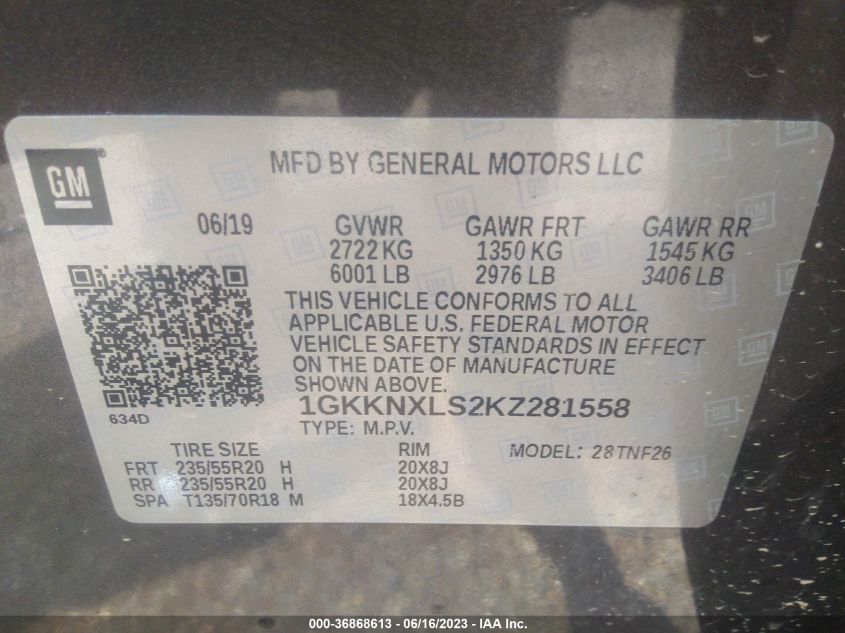 GM
MFD BY GENERAL MOTORS LLC
06/19 GVWR GAWR FRT GAWR RR
2722 KG 1350 KG 1545 KG
6001 LB 2976 LB 3406 LB
THIS VEHICLE CONFORMS TO ALL
APPLICABLE U.S. FEDERAL MOTOR
VEHICLE SAFETY STANDARDS IN EFFECT
ON THE DATE OF MANUFACTURE
SHOWN ABOVE.
634D
1GKKNXLS2KZ281558
TYPE: M.P.V.
TIRE SIZE RIM MODEL: 28TNF26
FRT 235/55R20 H 20X8J
RR 235/55R20 H 20X8J
SPA T135/70R18 M 18X4.5B
000-36868613 - 06/16/2023 - IAA Inc.